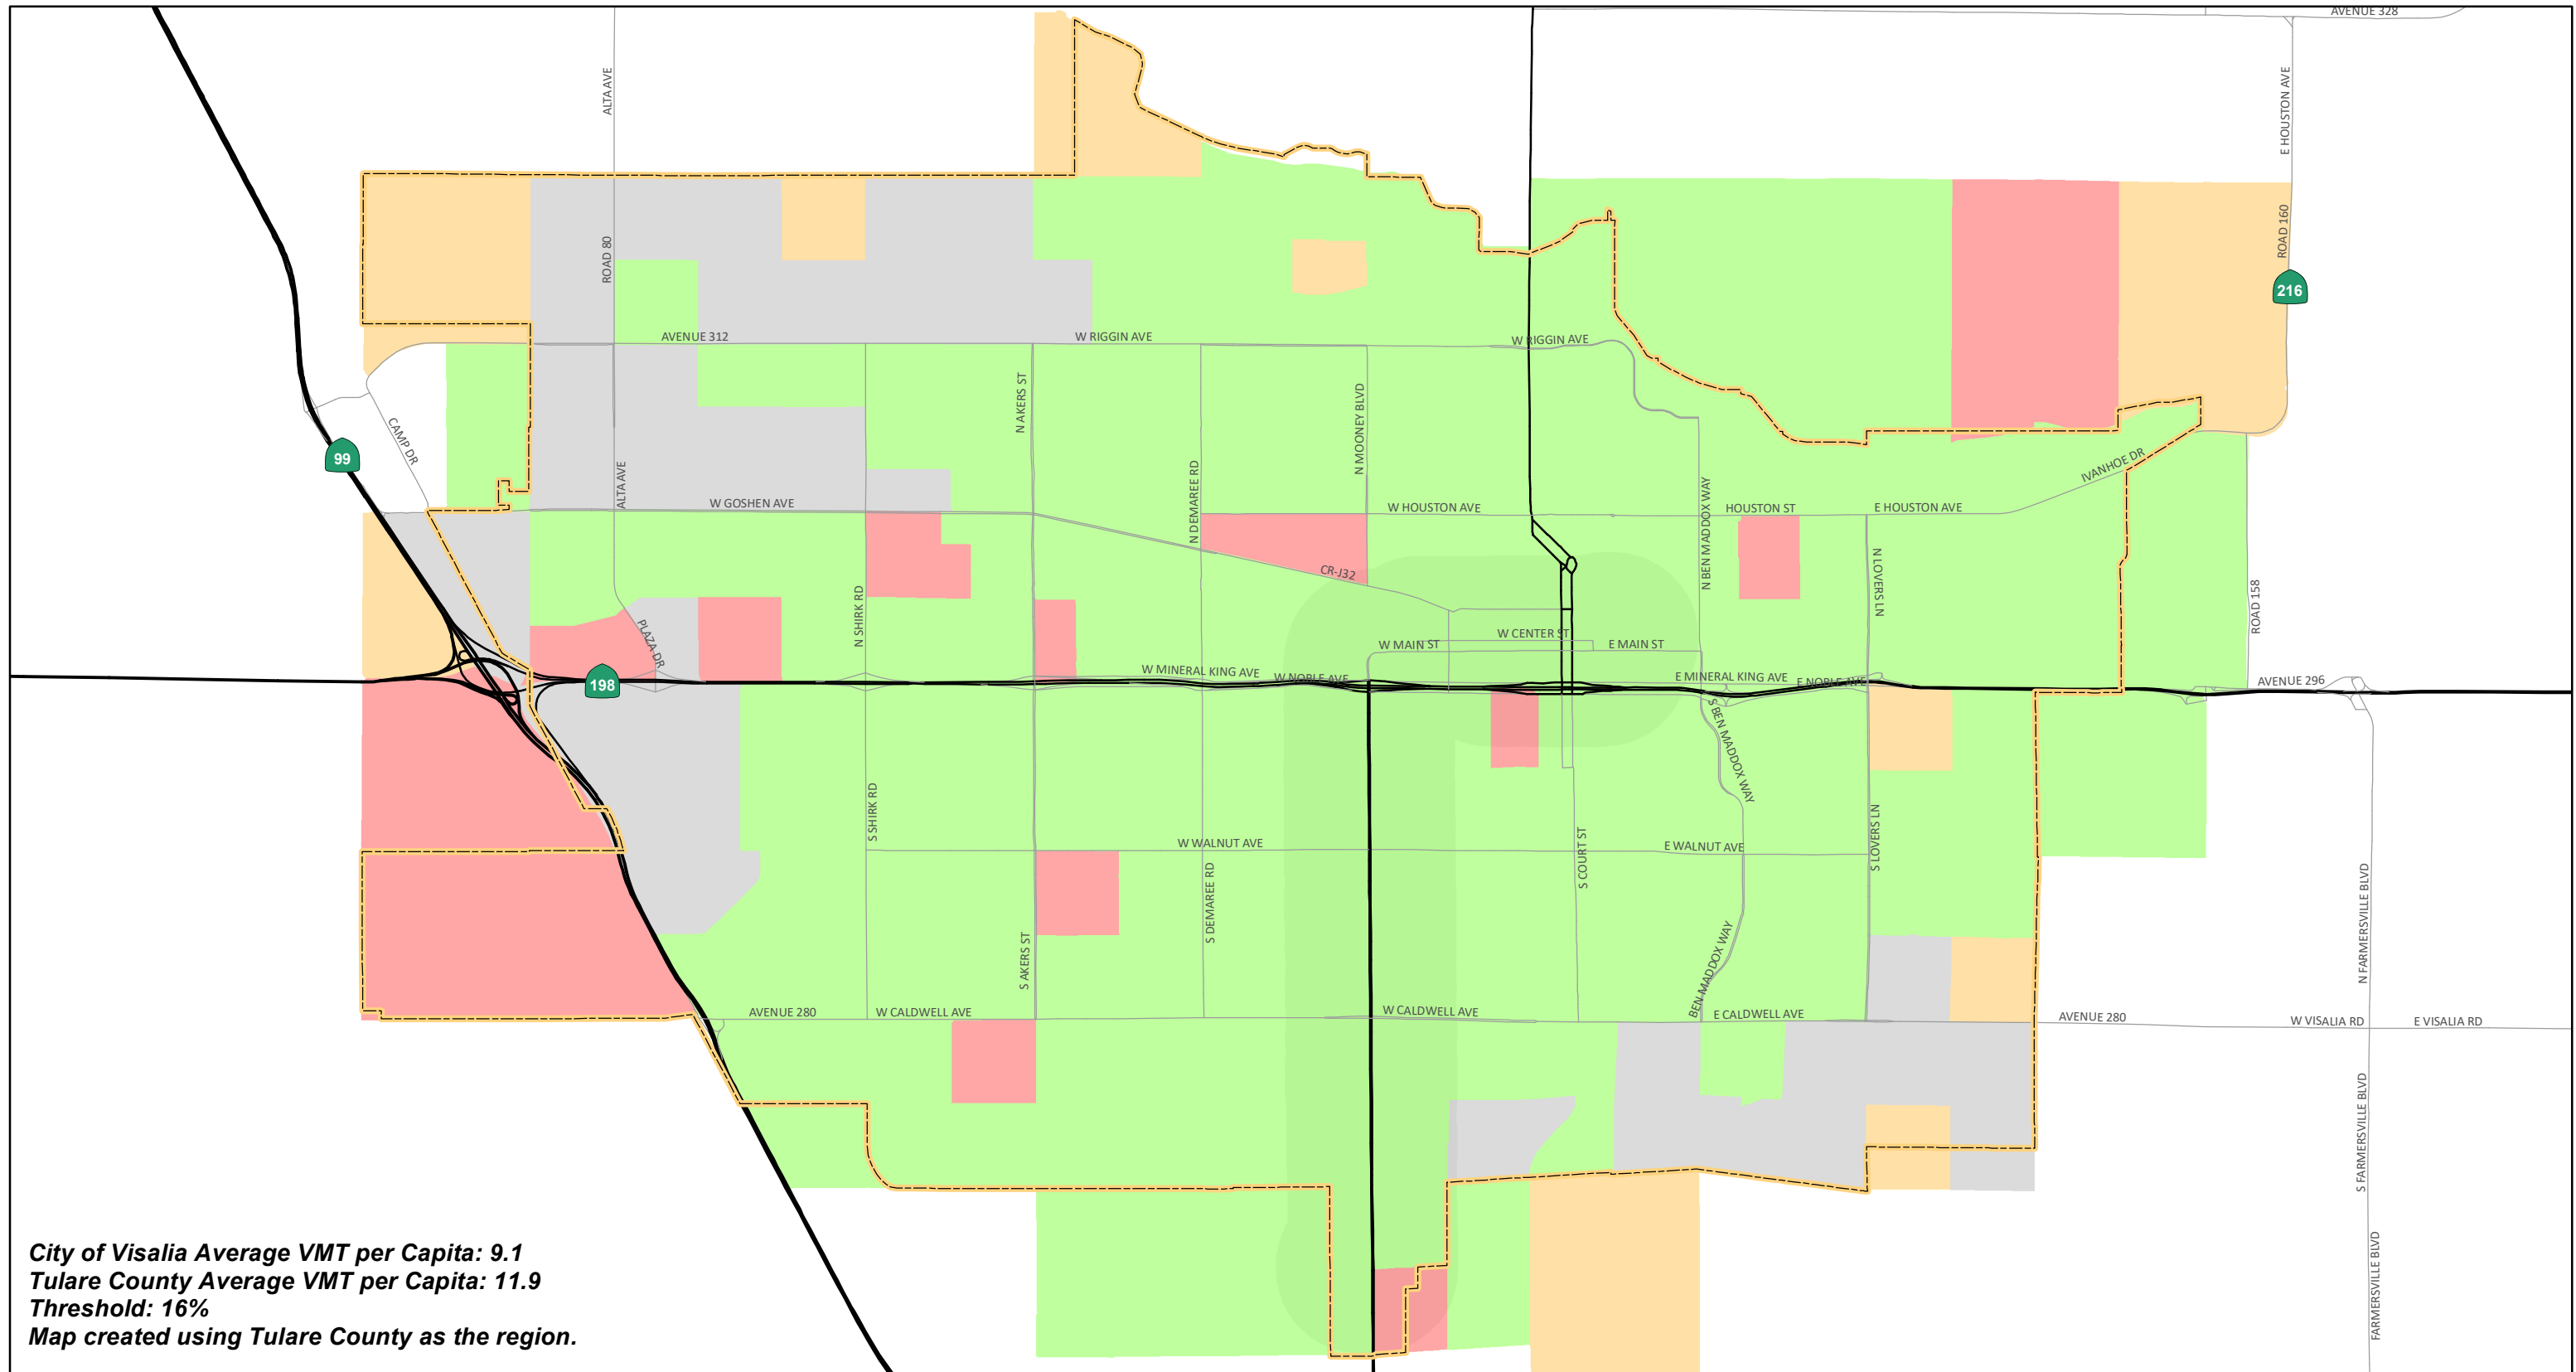 AVENUE 328
ALTA AVE
E HOUSTON AVE
ROAD 80
ROAD 160
216
AVENUE 312
W RIGGIN AVE
W RIGGIN AVE
N AKERS ST
N MOONEY BLVD
CAMP DR
99
ALTA AVE
N DEMAREE RD
N BEN MADDOX WAY
IVANHOE DR
W GOSHEN AVE
W HOUSTON AVE
HOUSTON ST
E HOUSTON AVE
CR-J32
N LOVERS LN
N SHIRK RD
PLAZA DR
ROAD 158
W CENTER ST
W MAIN ST
E MAIN ST
W MINERAL KING AVE
W NOBLE AVE
E MINERAL KING AVE
E NOBLE AVE
AVENUE 296
198
S BEN MADDOX WAY
S SHIRK RD
W WALNUT AVE
E WALNUT AVE
S COURT ST
S LOVERS LN
S DEMAREE RD
N FARMERSVILLE BLVD
S AKERS ST
BEN MADDOX WAY
AVENUE 280
W CALDWELL AVE
W CALDWELL AVE
E CALDWELL AVE
AVENUE 280
W VISALIA RD
E VISALIA RD
S FARMERSVILLE BLVD
FARMERSVILLE BLVD
City of Visalia Average VMT per Capita: 9.1
Tulare County Average VMT per Capita: 11.9
Threshold: 16%
Map created using Tulare County as the region.